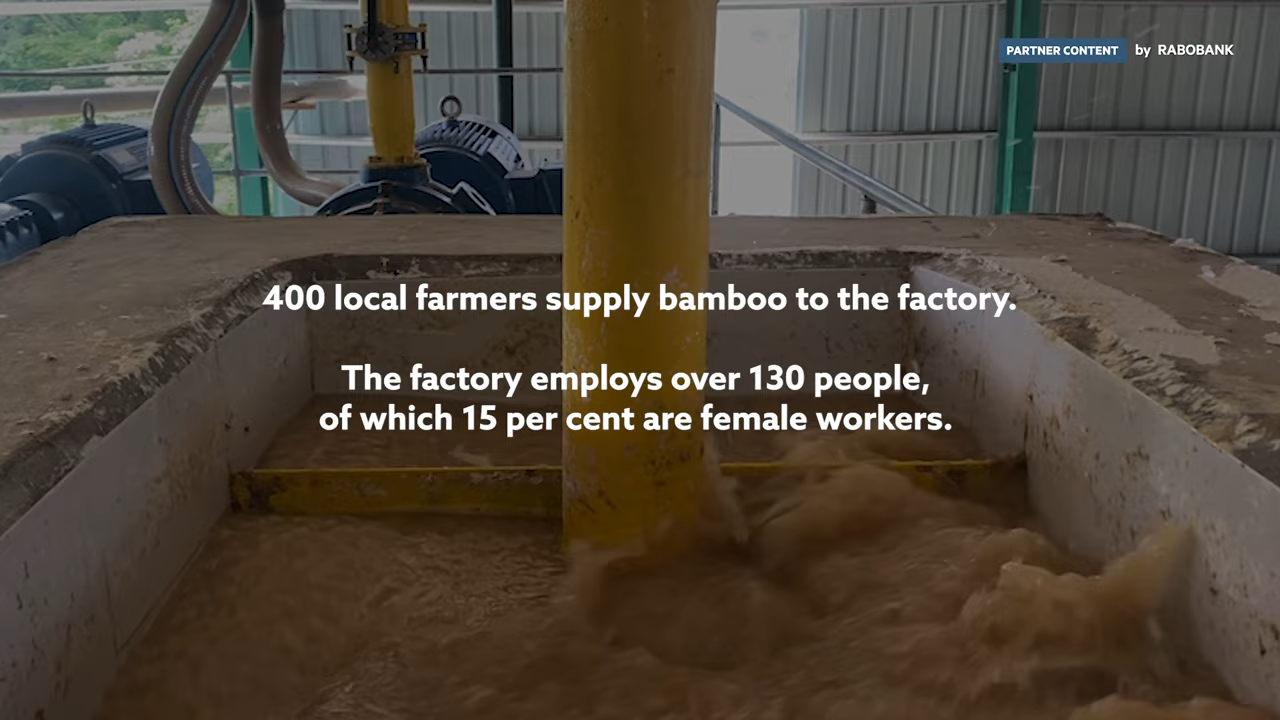 PARTNER CONTENT by RABOBANK
400 local farmers supply bamboo to the factory.
The factory employs over 130 people,
of which 15 per cent are female workers.